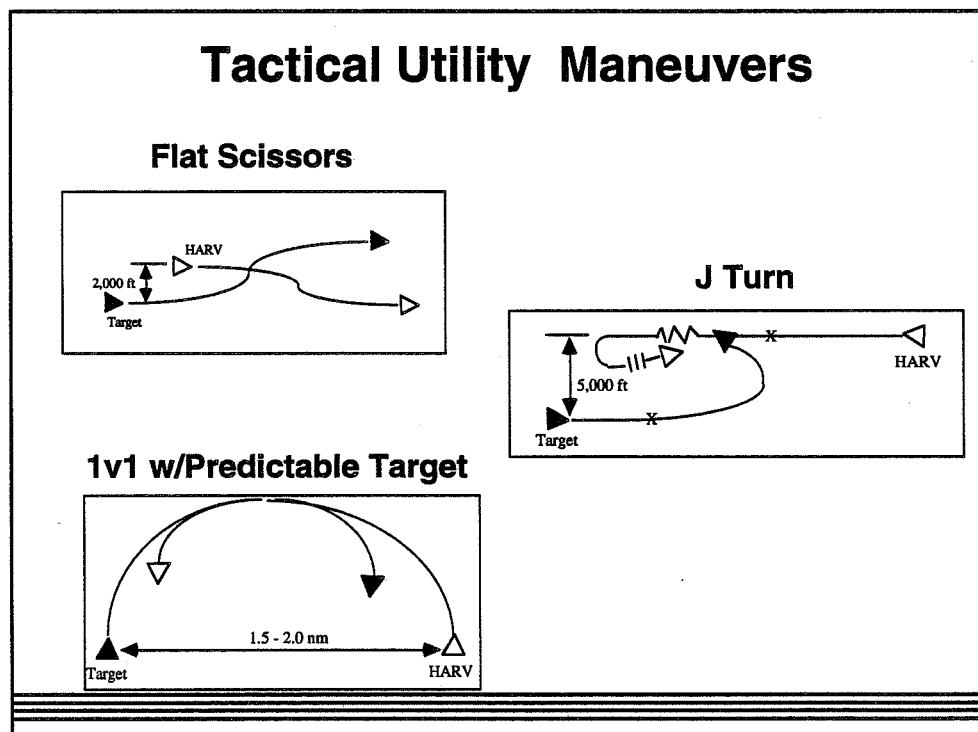 Tactical Utility Maneuvers
Flat Scissors
HARV
2,000 ft
Target
J Turn
x
HARV
5,000 ft
x
Target
1v1 w/Predictable Target
1.5 - 2.0 nm
Target
HARV